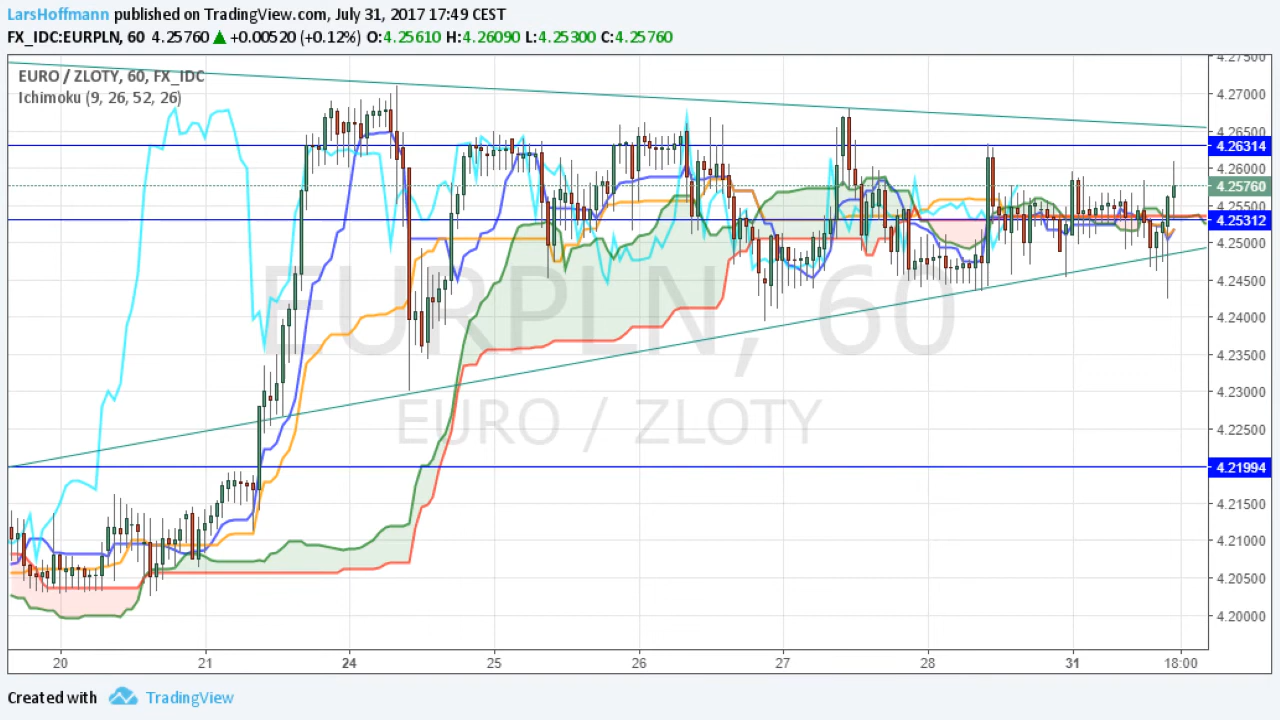 LarsHoffmann published on TradingView.com, July 31, 2017 17:49 CEST
FX_IDC:EURPLN, 60 4.25760 ▲ +0.00520 (+0.12%) O:4.25610 H:4.26090 L:4.25300 C:4.25760
EURO / ZLOTY, 60, FX_IDC
Ichimoku (9, 26, 52, 26)
EURPLN, 60
EURO / ZLOTY
4.27500
4.27000
4.26500
4.26314
4.26000
4.25760
4.25500
4.25312
4.25000
4.24500
4.24000
4.23500
4.23000
4.22500
4.21994
4.21500
4.21000
4.20500
4.20000
20 21 24 25 26 27 28 31 18:00
Created with TradingView